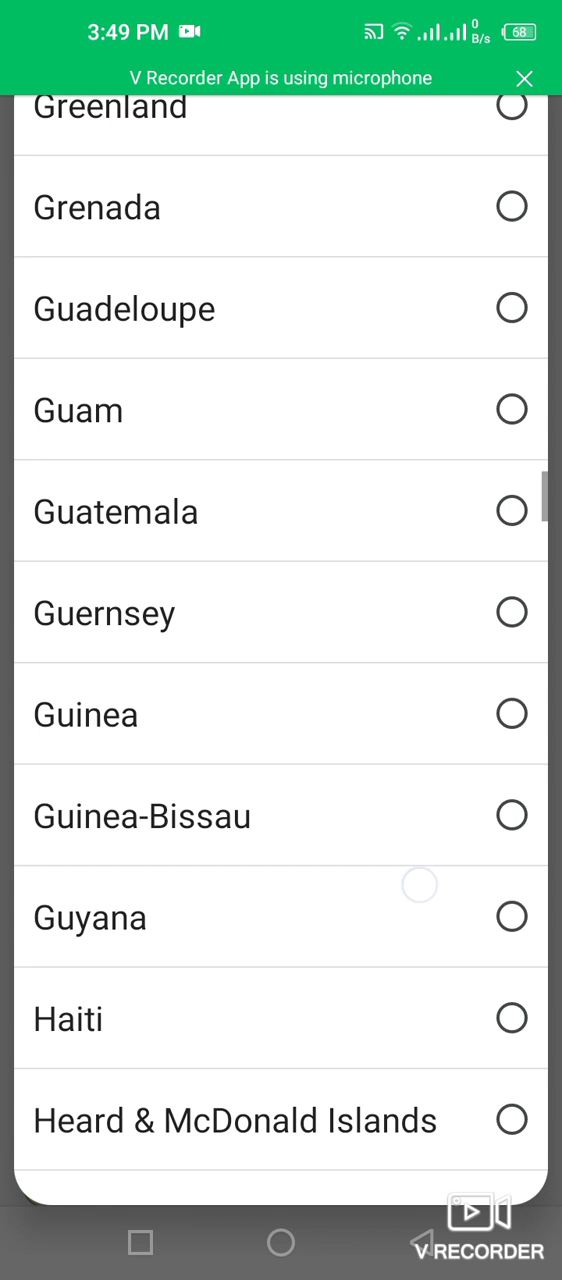 3:49 PM
0
B/s
68
V Recorder App is using microphone
Greenland
Grenada
Guadeloupe
Guam
Guatemala
Guernsey
Guinea
Guinea-Bissau
Guyana
Haiti
Heard & McDonald Islands
V RECORDER